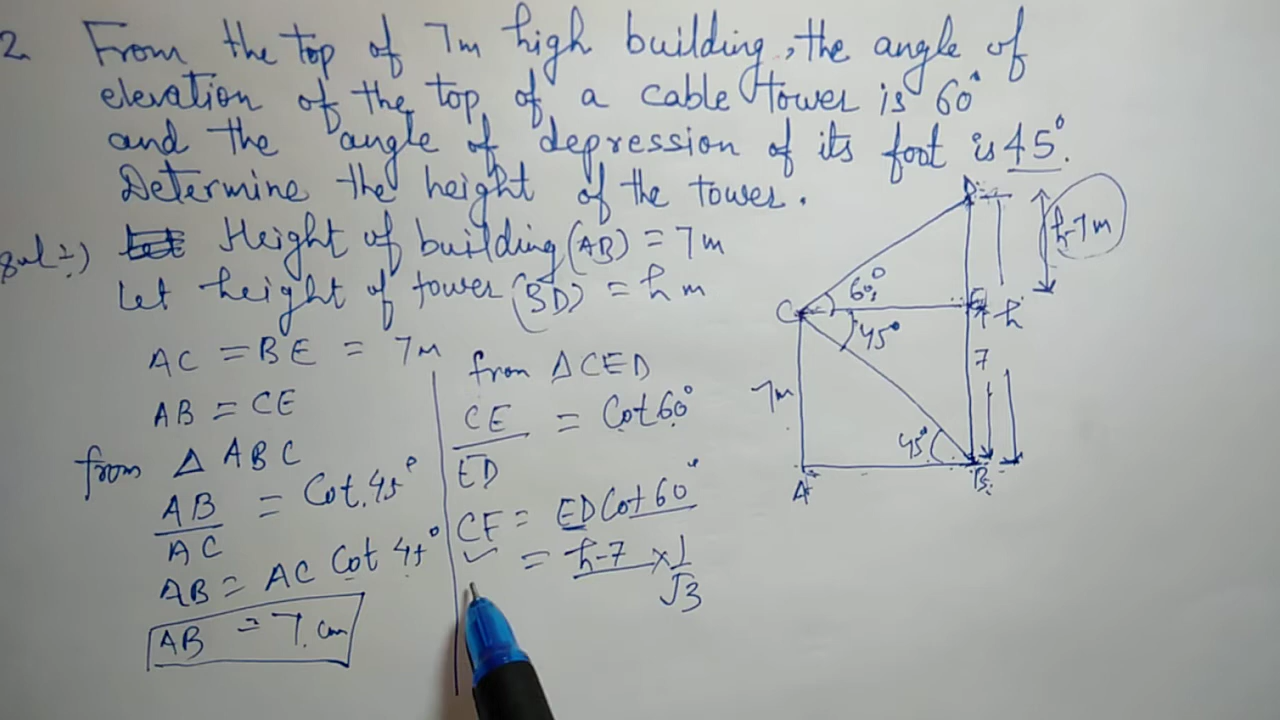 2 From the top of 7m high building, the angle of
elevation of the top of a cable tower is 60°
and the angle of depression of its foot is 45°.
Determine the height of the tower.
Sol:-) Height of building (AB) = 7m
Let height of tower (BD) = h m
AC = BE = 7m
AB = CE
from Δ ABC
AB/AC = Cot 45°
AB = AC Cot 45°
AB = 7 cm
from ΔCED
CE/ED = Cot 60°
CE = ED Cot 60°
= h-7 × 1/√3
D
h-7m
60°
C
E
h
45°
7
7m
45°
A
B